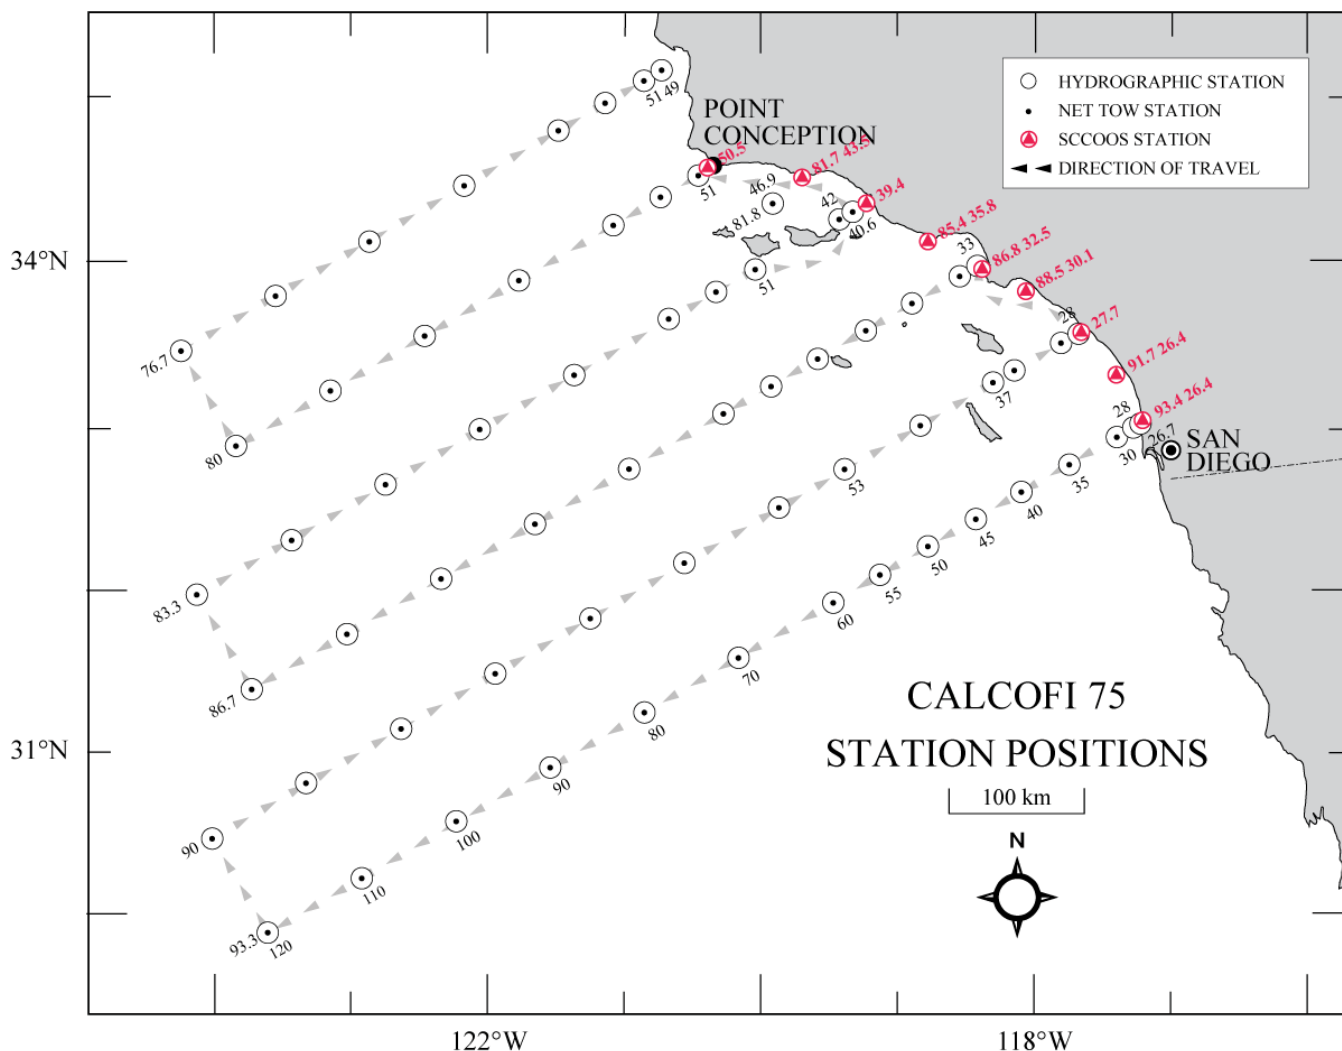 HYDROGRAPHIC STATION
NET TOW STATION
SCCOOS STATION
DIRECTION OF TRAVEL
51 49
POINT
CONCEPTION
50.5
81.7 43.5
46.9
51
81.8
42
39.4
40.6
85.4 35.8
33
86.8 32.5
34°N
51
88.5 30.1
28
27.7
76.7
91.7 26.4
37
93.4 26.4
28
26.7
30
SAN
DIEGO
80
35
53
40
45
50
55
83.3
60
70
86.7
80
CALCOFI 75
STATION POSITIONS
31°N
90
100 km
100
N
90
110
93.3
120
122°W
118°W